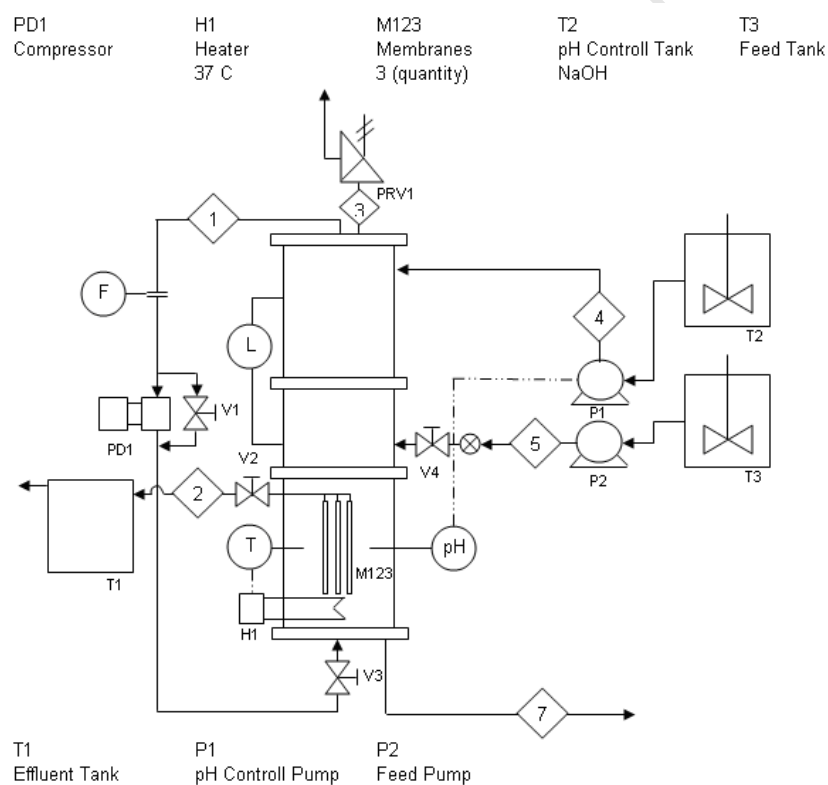 PD1
Compressor
H1
Heater
37 C
M123
Membranes
3 (quantity)
T2
pH Controll Tank
NaOH
T3
Feed Tank
PRV1
1
3
F
4
T2
L
P1
V1
PD1
V2
V4
5
P2
T3
2
T
M123
pH
T1
H1
V3
7
T1
Effluent Tank
P1
pH Controll Pump
P2
Feed Pump